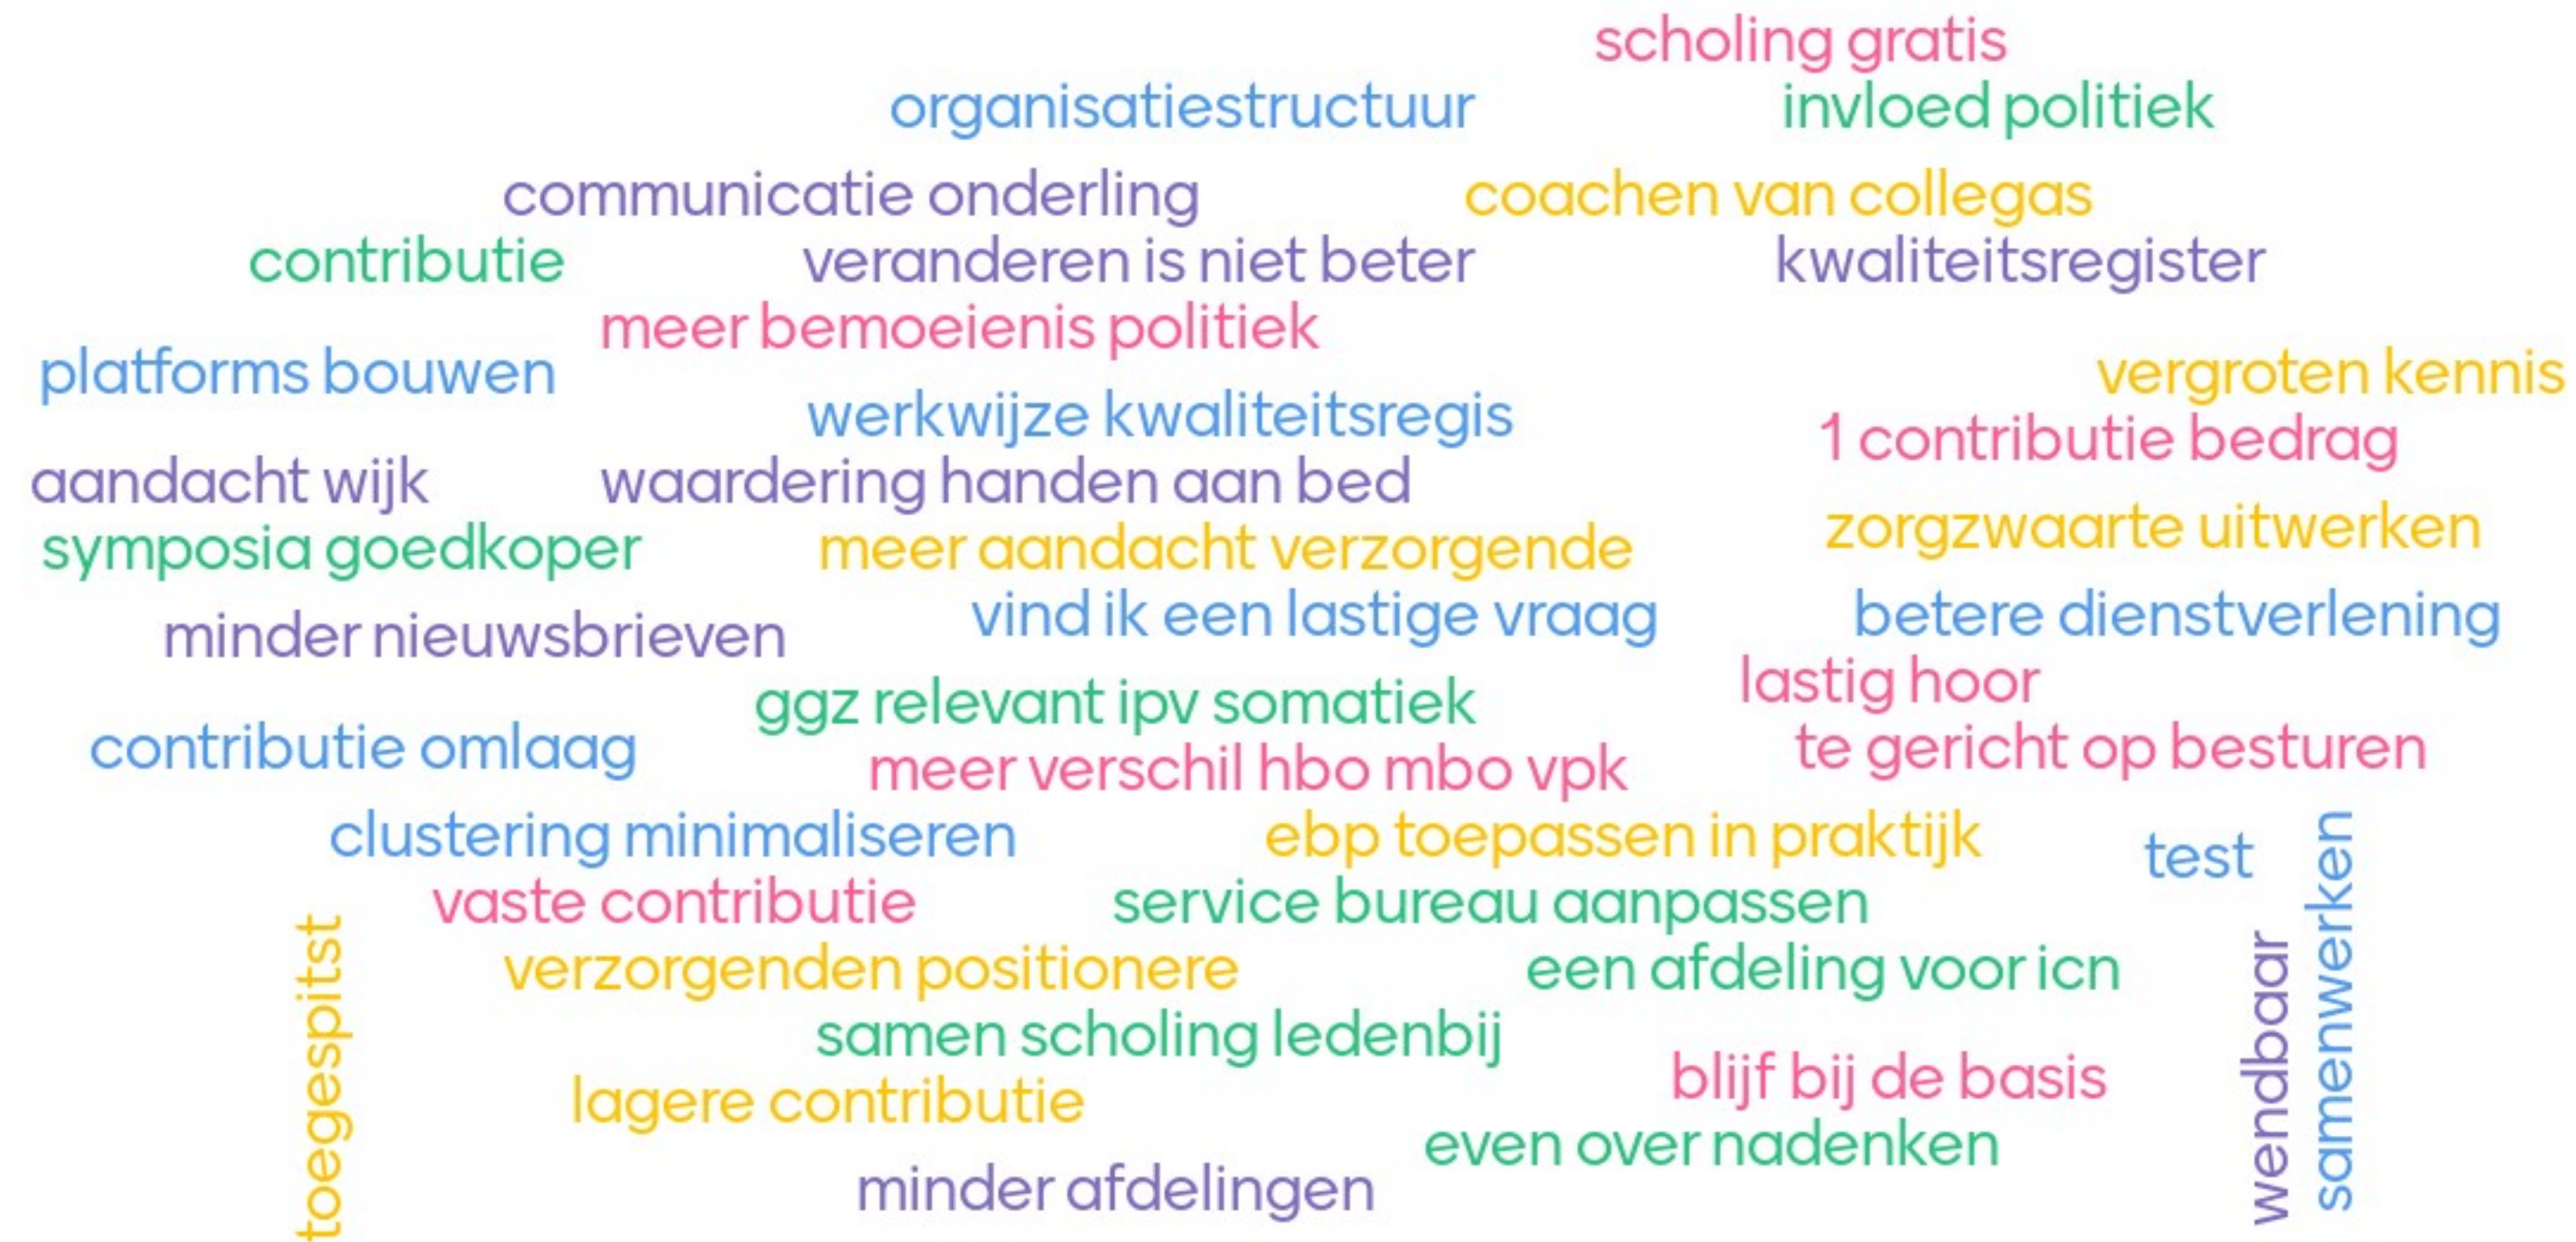 scholing gratis
organisatiestructuur
invloed politiek
communicatie onderling
coachen van collegas
contributie
veranderen is niet beter
kwaliteitsregister
meer bemoeienis politiek
platforms bouwen
vergroten kennis
werkwijze kwaliteitsregis
1 contributie bedrag
aandacht wijk
waardering handen aan bed
zorgzwaarte uitwerken
symposia goedkoper
meer aandacht verzorgende
vind ik een lastige vraag
betere dienstverlening
minder nieuwsbrieven
lastig hoor
ggz relevant ipv somatiek
contributie omlaag
te gericht op besturen
meer verschil hbo mbo vpk
clustering minimaliseren
ebp toepassen in praktijk
test
samenwerken
vaste contributie
service bureau aanpassen
toegespitst
wendbaar
verzorgenden positionere
een afdeling voor icn
samen scholing ledenbij
blijf bij de basis
lagere contributie
even over nadenken
minder afdelingen